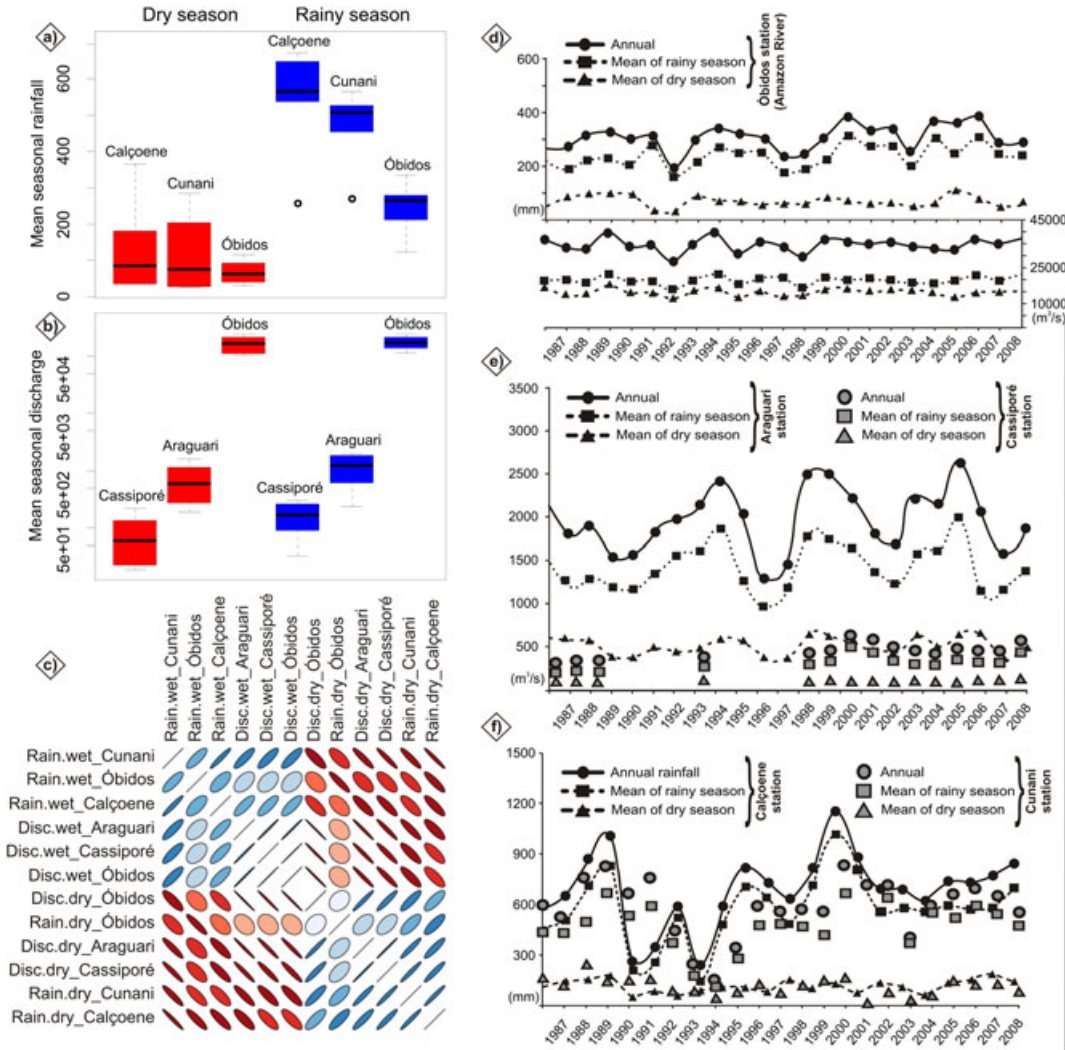 Dry season Rainy season
a)
Mean seasonal rainfall
0 200 400 600
Calçoene
Cunani
Óbidos
Calçoene
Cunani
Óbidos
b)
Mean seasonal discharge
5e+01 5e+02 5e+03 5e+04
Cassiporé
Araguari
Óbidos
Cassiporé
Araguari
Óbidos
c)
Rain.wet_Cunani
Rain.wet_Óbidos
Rain.wet_Calçoene
Disc.wet_Araguari
Disc.wet_Cassiporé
Disc.wet_Óbidos
Disc.dry_Óbidos
Rain.dry_Óbidos
Disc.dry_Araguari
Disc.dry_Cassiporé
Rain.dry_Cunani
Rain.dry_Calçoene
Rain.wet_Cunani
Rain.wet_Óbidos
Rain.wet_Calçoene
Disc.wet_Araguari
Disc.wet_Cassiporé
Disc.wet_Óbidos
Disc.dry_Óbidos
Rain.dry_Óbidos
Disc.dry_Araguari
Disc.dry_Cassiporé
Rain.dry_Cunani
Rain.dry_Calçoene
d)
Annual
Mean of rainy season
Mean of dry season
Óbidos station
(Amazon River)
600
400
200
(mm)
45000
25000
10000
(m³/s)
1987 1988 1989 1990 1991 1992 1993 1994 1995 1996 1997 1998 1999 2000 2001 2002 2003 2004 2005 2006 2007 2008
e)
3500
3000
2500
2000
1500
1000
500
(m³/s)
Annual
Mean of rainy season
Mean of dry season
Araguari
station
Annual
Mean of rainy season
Mean of dry season
Cassiporé
station
1987 1988 1989 1990 1991 1992 1993 1994 1995 1996 1997 1998 1999 2000 2001 2002 2003 2004 2005 2006 2007 2008
f)
1500
1200
900
600
300
(mm)
Annual rainfall
Mean of rainy season
Mean of dry season
Calçoene
station
Annual
Mean of rainy season
Mean of dry season
Cunani
station
1987 1988 1989 1990 1991 1992 1993 1994 1995 1996 1997 1998 1999 2000 2001 2002 2003 2004 2005 2006 2007 2008